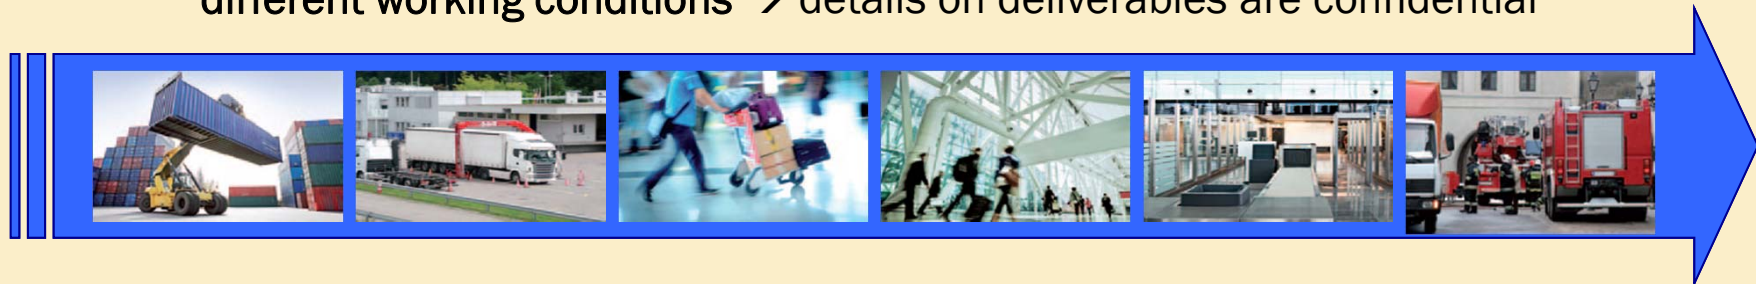 different working conditions → details on deliverables are confidential